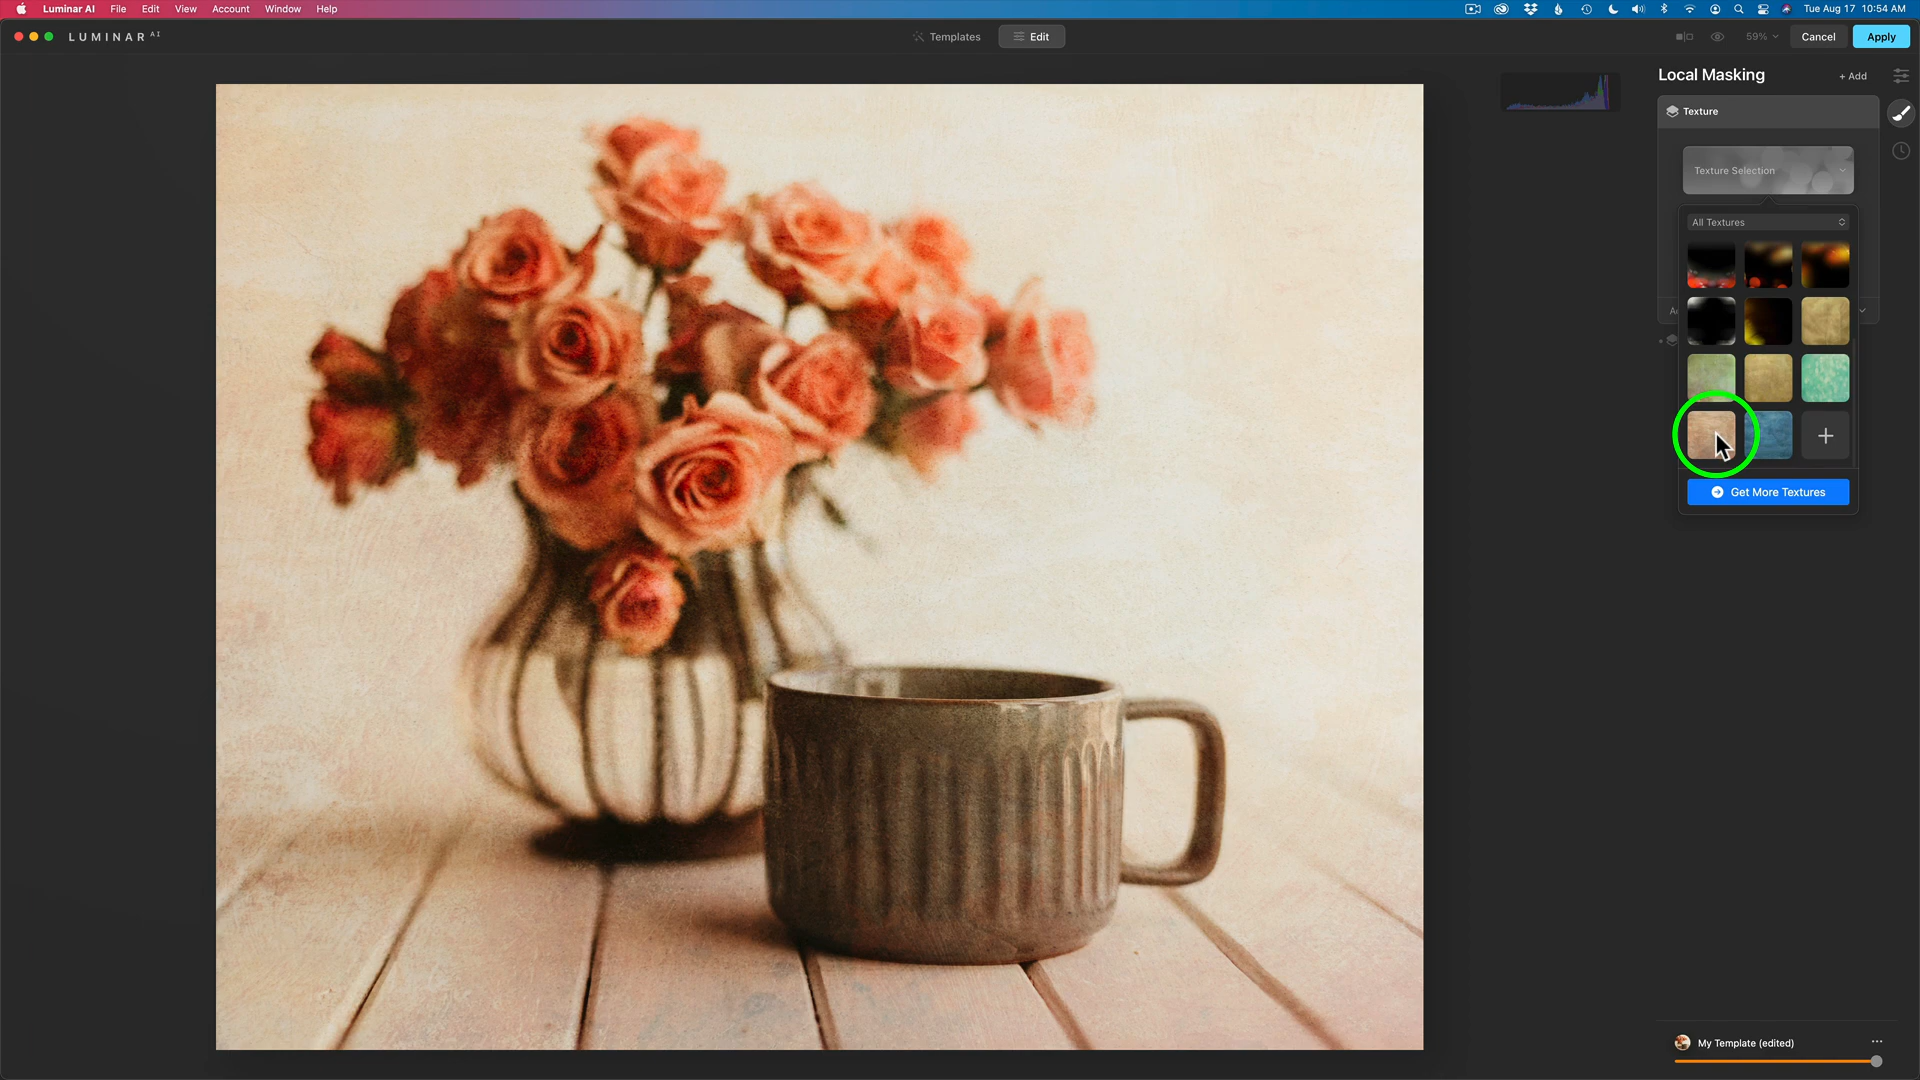 Luminar AI File Edit View Account Window Help Tue Aug 17 10:54 AM
LUMINAR AI Templates Edit 59% Cancel Apply
Local Masking + Add
Texture
Texture Selection
All Textures
Get More Textures
My Template (edited)